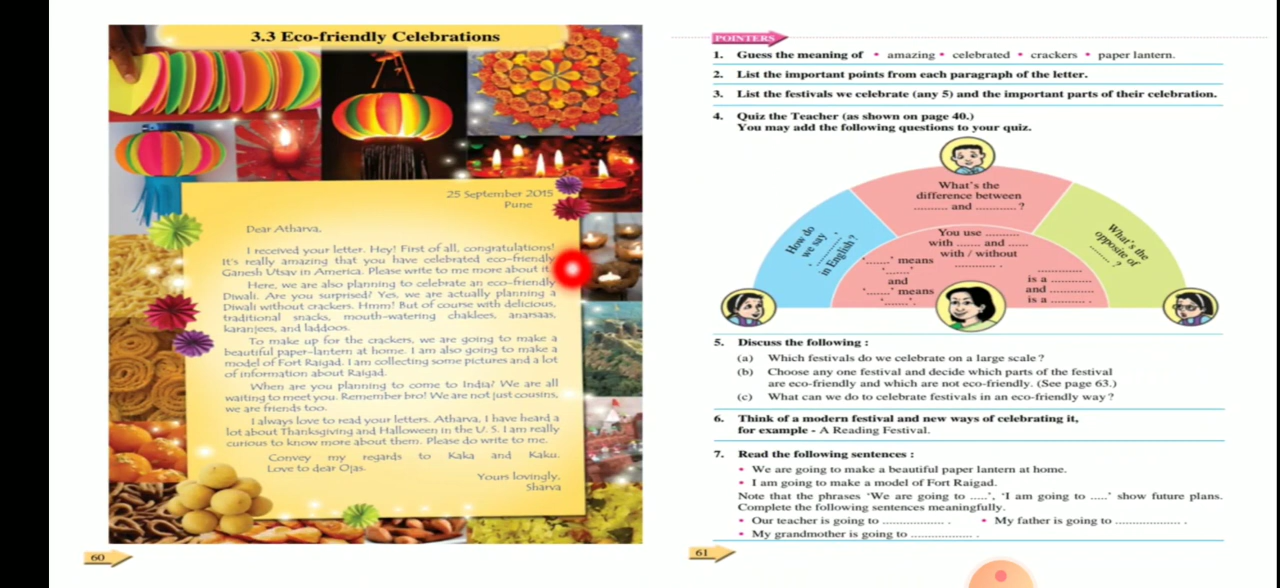 3.3 Eco-friendly Celebrations
25 September 2015
Pune
Dear Atharva,
I received your letter. Hey! First of all, congratulations!
It's really amazing that you have celebrated eco-friendly
Ganesh Utsav in America. Please write to me more about it.
Here, we are also planning to celebrate an eco-friendly
Diwali. Are you surprised? Yes, we are actually planning a
Diwali without crackers. Hmm! But of course with delicious,
traditional snacks, mouth-watering chaklees, anarsaas,
karanjees, and laddoos.
To make up for the crackers, we are going to make a
beautiful paper-lantern at home. I am also going to make a
model of Fort Raigad. I am collecting some pictures and a lot
of information about Raigad.
When are you planning to come to India? We are all
waiting to meet you. Remember bro! We are not just cousins,
we are friends too.
I always love to read your letters. Atharva, I have heard a
lot about Thanksgiving and Halloween in the U. S. I am really
curious to know more about them. Please do write to me.
Convey my regards to Kaka and Kaku.
Love to dear Ojas.
Yours lovingly,
Sharva
60
POINTERS
1. Guess the meaning of • amazing • celebrated • crackers • paper lantern.
2. List the important points from each paragraph of the letter.
3. List the festivals we celebrate (any 5) and the important parts of their celebration.
4. Quiz the Teacher (as shown on page 40.)
You may add the following questions to your quiz.
How do
we say
' .......... '
in English ?
What's the
difference between
.......... and ............ ?
What's the
opposite of
.......... ?
You use ..........
with ....... and ......
with / without
............
'.......' means
'.......'
and
'.......' means
'.......'
.............
is a ............
and .............
is a .......... .
5. Discuss the following :
(a) Which festivals do we celebrate on a large scale ?
(b) Choose any one festival and decide which parts of the festival
are eco-friendly and which are not eco-friendly. (See page 63.)
(c) What can we do to celebrate festivals in an eco-friendly way ?
6. Think of a modern festival and new ways of celebrating it,
for example - A Reading Festival.
7. Read the following sentences :
• We are going to make a beautiful paper lantern at home.
• I am going to make a model of Fort Raigad.
Note that the phrases 'We are going to .....', 'I am going to .....' show future plans.
Complete the following sentences meaningfully.
• Our teacher is going to .................. . • My father is going to ................... .
• My grandmother is going to .................. .
61